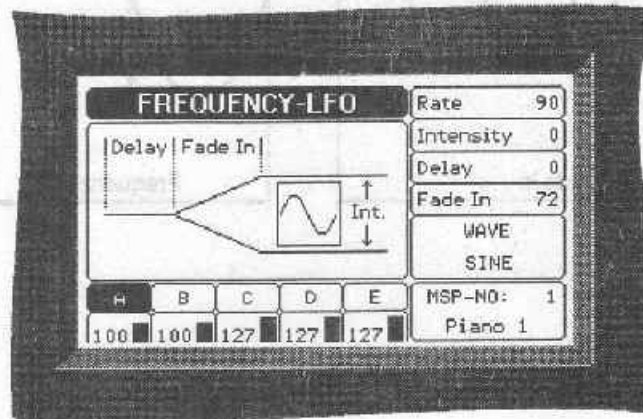 FREQUENCY-LFO
Delay Fade In
Int.
Rate 90
Intensity 0
Delay 0
Fade In 72
WAVE
SINE
A B C D E
100 100 127 127 127
MSP-NO: 1
Piano 1